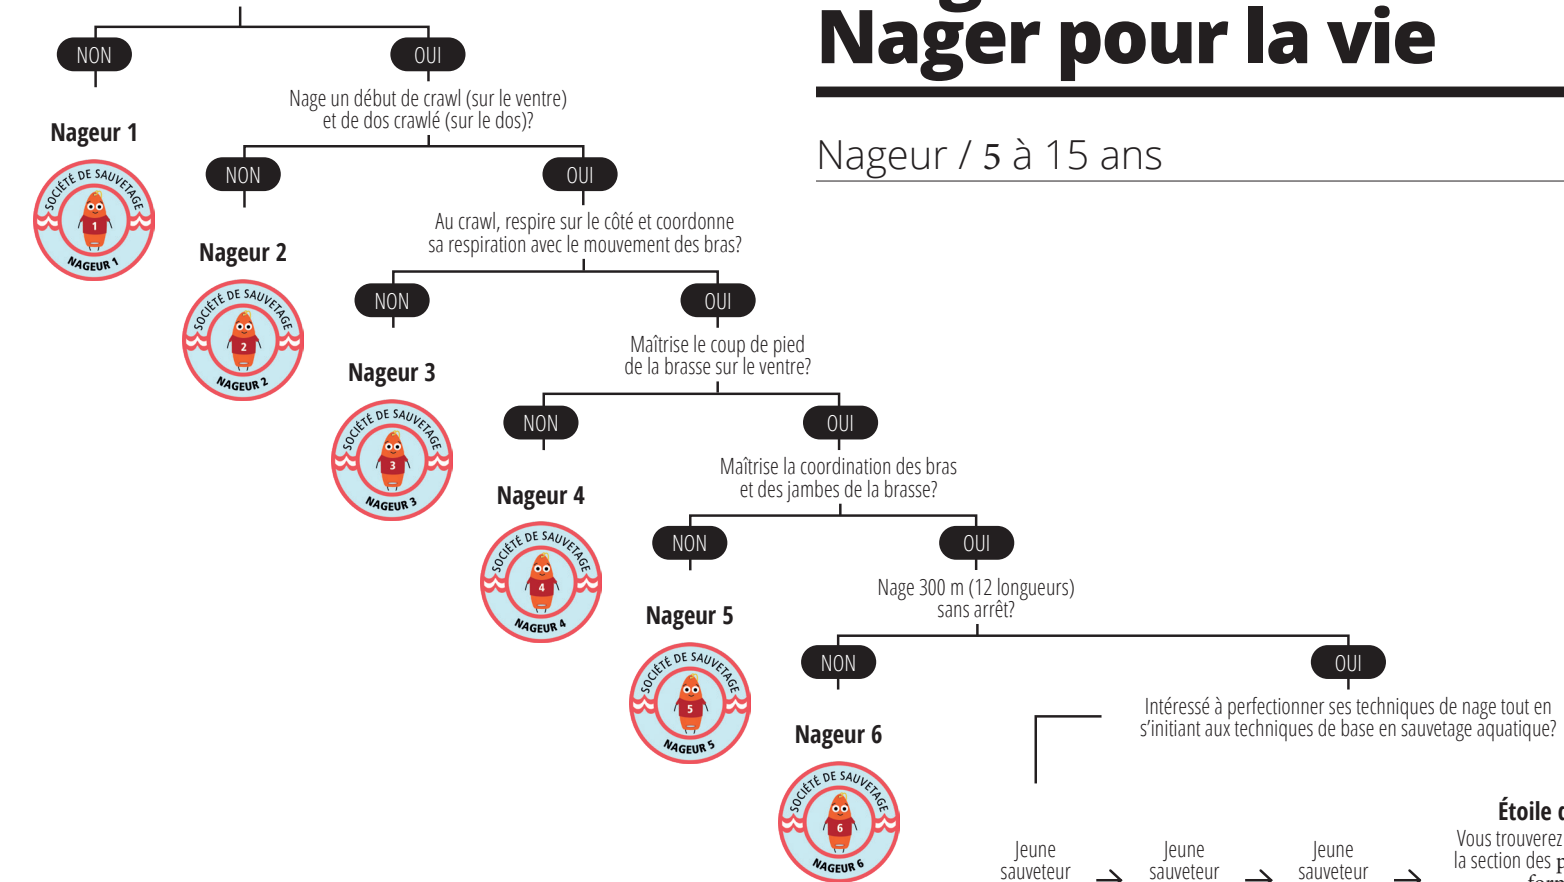 Nager pour la vie
Nageur / 5 à 15 ans
NON
OUI
Nage un début de crawl (sur le ventre)
et de dos crawlé (sur le dos)?
Nageur 1
SOCIÉTÉ DE SAUVETAGE
1
NAGEUR 1
NON
OUI
Au crawl, respire sur le côté et coordonne
sa respiration avec le mouvement des bras?
Nageur 2
SOCIÉTÉ DE SAUVETAGE
2
NAGEUR 2
NON
OUI
Maîtrise le coup de pied
de la brasse sur le ventre?
Nageur 3
SOCIÉTÉ DE SAUVETAGE
3
NAGEUR 3
NON
OUI
Maîtrise la coordination des bras
et des jambes de la brasse?
Nageur 4
SOCIÉTÉ DE SAUVETAGE
4
NAGEUR 4
NON
OUI
Nage 300 m (12 longueurs)
sans arrêt?
Nageur 5
SOCIÉTÉ DE SAUVETAGE
5
NAGEUR 5
NON
OUI
Intéressé à perfectionner ses techniques de nage tout en
s'initiant aux techniques de base en sauvetage aquatique?
Nageur 6
SOCIÉTÉ DE SAUVETAGE
6
NAGEUR 6
Jeune
sauveteur
Jeune
sauveteur
Jeune
sauveteur
Étoile
Vous trouverez
la section des